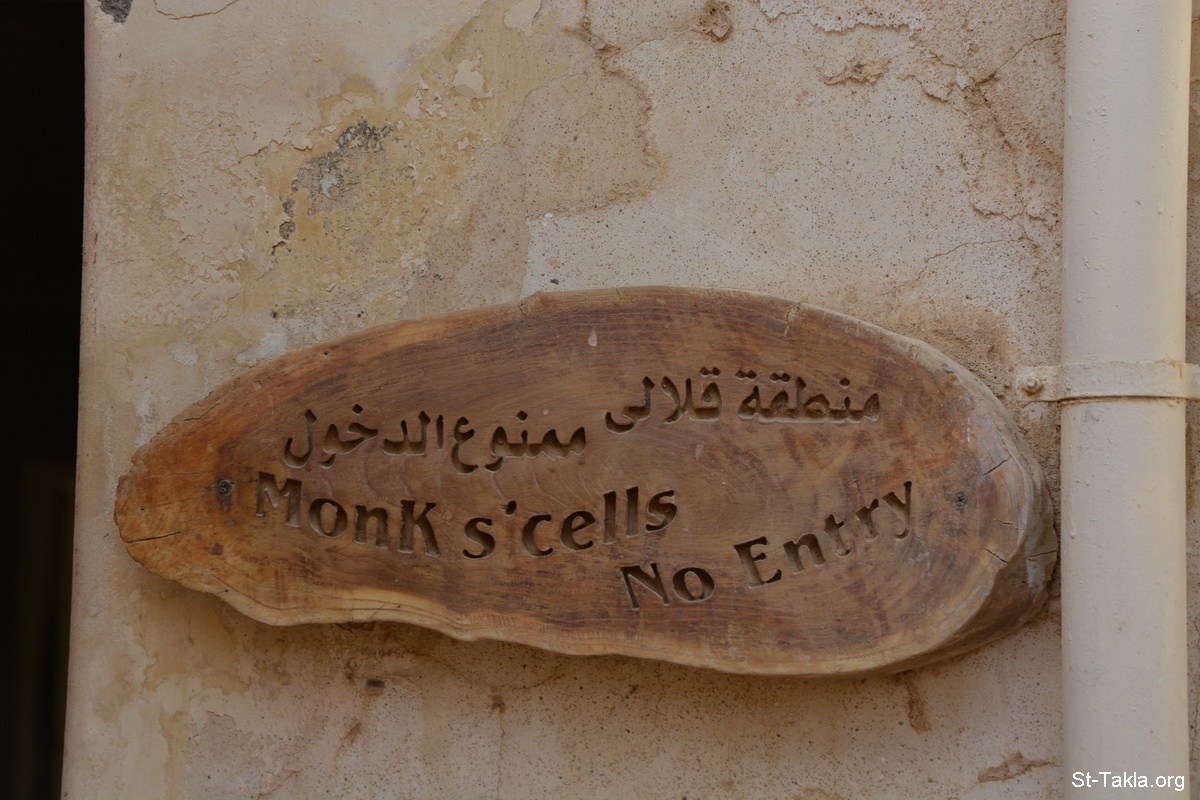 منطقة قلالى
ممنوع الدخول
MonK s'cells
No Entry
St-Takla.org